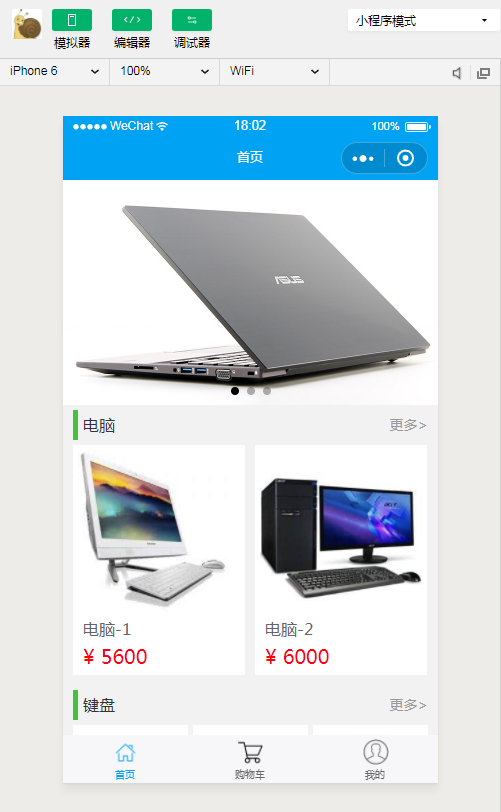 小程序模式
模拟器 编辑器 调试器
iPhone 6 100% WiFi
WeChat 18:02 100%
首页
ASUS
电脑 更多>
电脑-1 电脑-2
¥ 5600 ¥ 6000
键盘 更多>
首页 购物车 我的